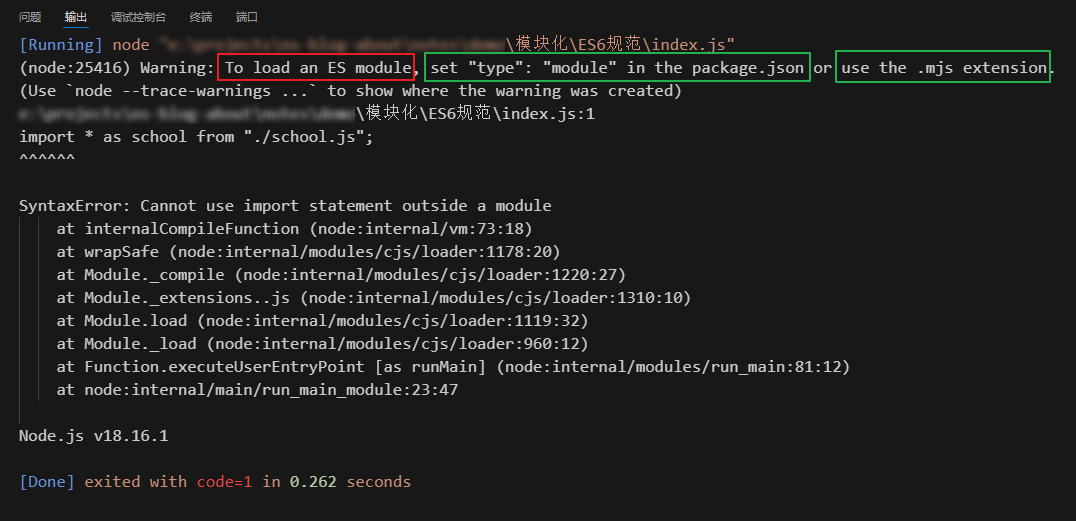 问题 输出 调试控制台 终端 端口
[Running] node "\模块化\ES6规范\index.js"
(node:25416) Warning: To load an ES module, set "type": "module" in the package.json or use the .mjs extension.
(Use `node --trace-warnings ...` to show where the warning was created)
\模块化\ES6规范\index.js:1
import * as school from "./school.js";
^^^^^^
SyntaxError: Cannot use import statement outside a module
at internalCompileFunction (node:internal/vm:73:18)
at wrapSafe (node:internal/modules/cjs/loader:1178:20)
at Module._compile (node:internal/modules/cjs/loader:1220:27)
at Module._extensions..js (node:internal/modules/cjs/loader:1310:10)
at Module.load (node:internal/modules/cjs/loader:1119:32)
at Module._load (node:internal/modules/cjs/loader:960:12)
at Function.executeUserEntryPoint [as runMain] (node:internal/modules/run_main:81:12)
at node:internal/main/run_main_module:23:47
Node.js v18.16.1
[Done] exited with code=1 in 0.262 seconds